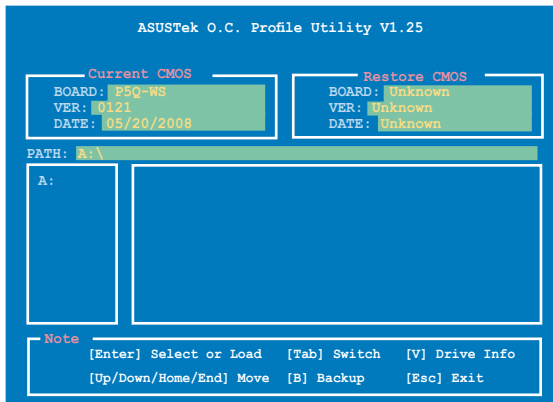 ASUSTek O.C. Profile Utility V1.25
Current CMOS
BOARD: P5Q-WS
VER: 0121
DATE: 05/20/2008
Restore CMOS
BOARD: Unknown
VER: Unknown
DATE: Unknown
PATH: A:\
A:
Note
[Enter] Select or Load [Tab] Switch [V] Drive Info
[Up/Down/Home/End] Move [B] Backup [Esc] Exit